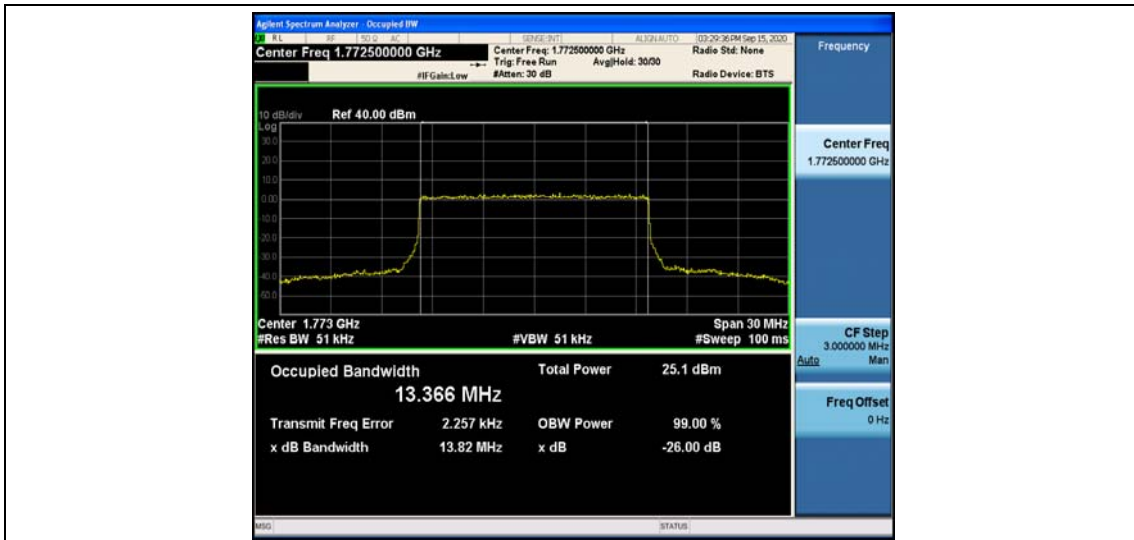 Agilent Spectrum Analyzer - Occupied BW
RL RF 50 Ω AC SENSE:INT ALIGN AUTO 03:29:36 PM Sep 15, 2020
Center Freq 1.772500000 GHz
Center Freq: 1.772500000 GHz
Radio Std: None
Trig: Free Run Avg|Hold: 30/30
#IFGain:Low
#Atten: 30 dB
Radio Device: BTS
Frequency
10 dB/div Ref 40.00 dBm
Log
30.0
20.0
10.0
0.00
-10.0
-20.0
-30.0
-40.0
-50.0
Center 1.773 GHz
Span 30 MHz
#Res BW 51 kHz
#VBW 51 kHz
#Sweep 100 ms
Occupied Bandwidth
13.366 MHz
Total Power 25.1 dBm
Transmit Freq Error 2.257 kHz
OBW Power 99.00 %
x dB Bandwidth 13.82 MHz
x dB -26.00 dB
Center Freq
1.772500000 GHz
CF Step
3.000000 MHz
Auto Man
Freq Offset
0 Hz
MSG
STATUS